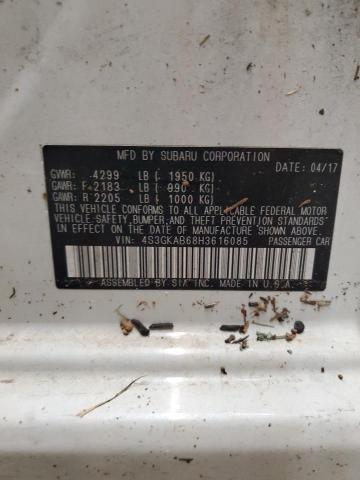 MFD BY SUBARU CORPORATION
DATE: 04/17
GVWR: 4299 LB ( 1950 KG)
GAWR: F 2183 LB ( 990 KG)
GAWR: R 2205 LB ( 1000 KG)
THIS VEHICLE CONFORMS TO ALL APPLICABLE FEDERAL MOTOR
VEHICLE SAFETY, BUMPER, AND THEFT PREVENTION STANDARDS
IN EFFECT ON THE DATE OF MANUFACTURE SHOWN ABOVE.
VIN: 4S3GKAB68H3616085 PASSENGER CAR
ASSEMBLED BY SIA INC. IN U.S.A.